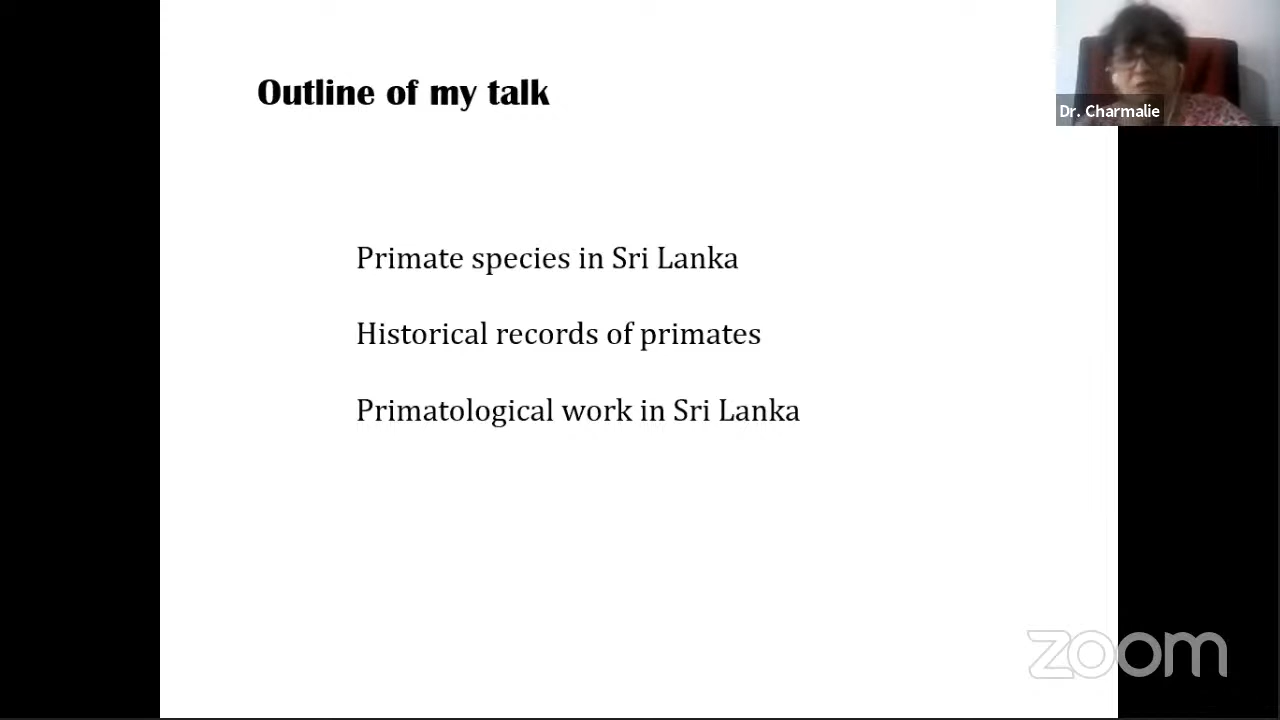 Outline of my talk
Dr. Charmalie
Primate species in Sri Lanka
Historical records of primates
Primatological work in Sri Lanka
zoom